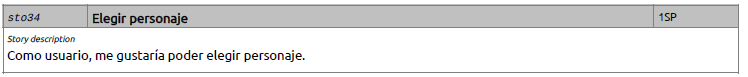 sto34 Elegir personaje 1SP
Story description
Como usuario, me gustaría poder elegir personaje.